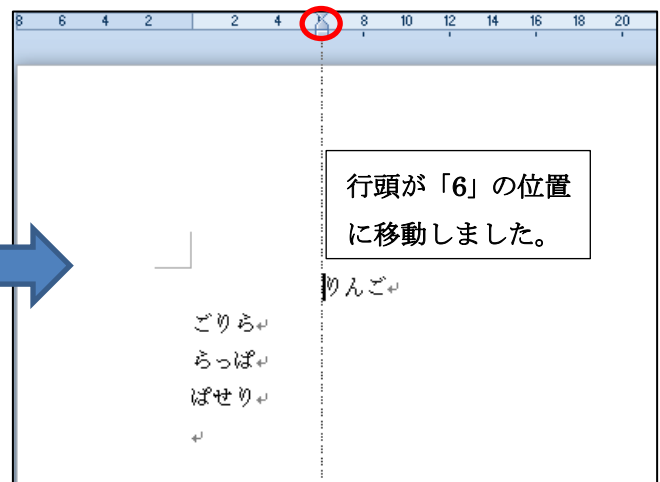 8 6 4 2 2 4 8 10 12 14 16 18 20
行頭が「6」の位置
に移動しました。
りんご↵
ごりら↵
らっぱ↵
ぱせり↵
↵